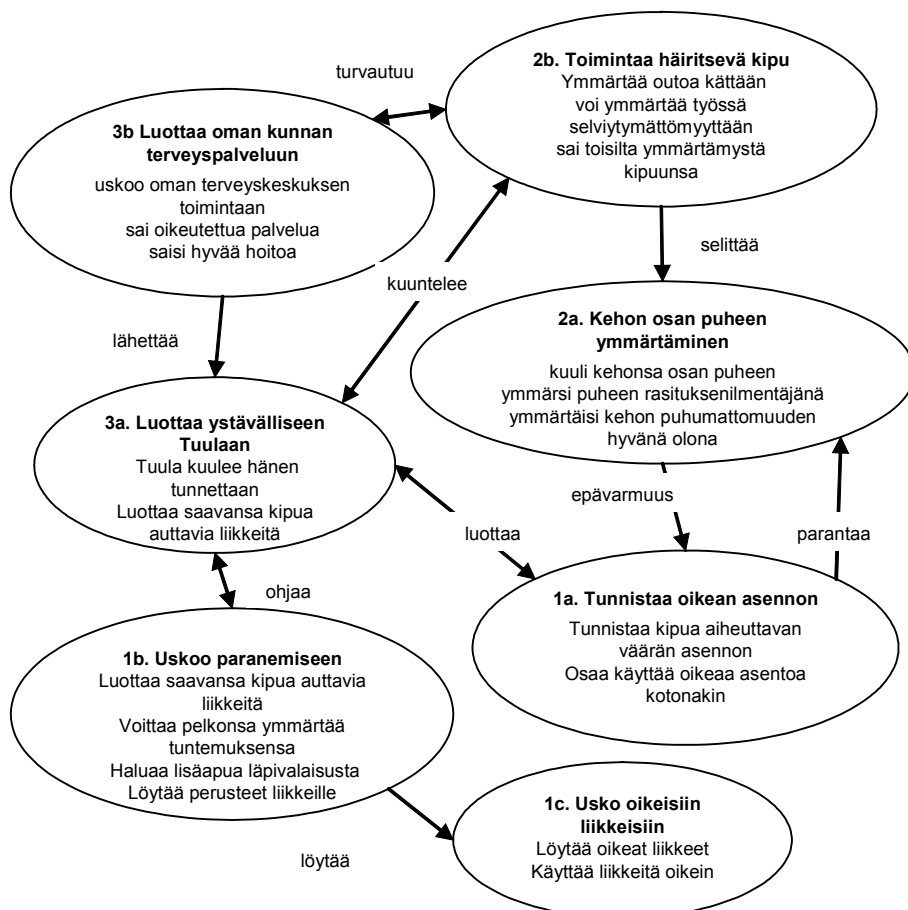 turvautuu
2b. Toimintaa häiritsevä kipu
Ymmärtää outoa kättään
voi ymmärtää työssä
selviytymättömyyttään
sai toisilta ymmärtämystä
kipuunsa
3b Luottaa oman kunnan
terveyspalveluun
uskoo oman terveyskeskuksen
toimintaan
sai oikeutettua palvelua
saisi hyvää hoitoa
kuuntelee
selittää
lähettää
2a. Kehon osan puheen
ymmärtäminen
kuuli kehonsa osan puheen
ymmärsi puheen rasituksenilmentäjänä
ymmärtäisi kehon puhumattomuuden
hyvänä olona
3a. Luottaa ystävälliseen
Tuulaan
Tuula kuulee hänen
tunnettaan
Luottaa saavansa kipua
auttavia liikkeitä
epävarmuus
luottaa
parantaa
ohjaa
1a. Tunnistaa oikean asennon
Tunnistaa kipua aiheuttavan
väärän asennon
Osaa käyttää oikeaa asentoa
kotonakin
1b. Uskoo paranemiseen
Luottaa saavansa kipua auttavia
liikkeitä
Voittaa pelkonsa ymmärtää
tuntemuksensa
Haluaa lisäapua läpivalaisusta
Löytää perusteet liikkeille
löytää
1c. Usko oikeisiin
liikkeisiin
Löytää oikeat liikkeet
Käyttää liikkeitä oikein